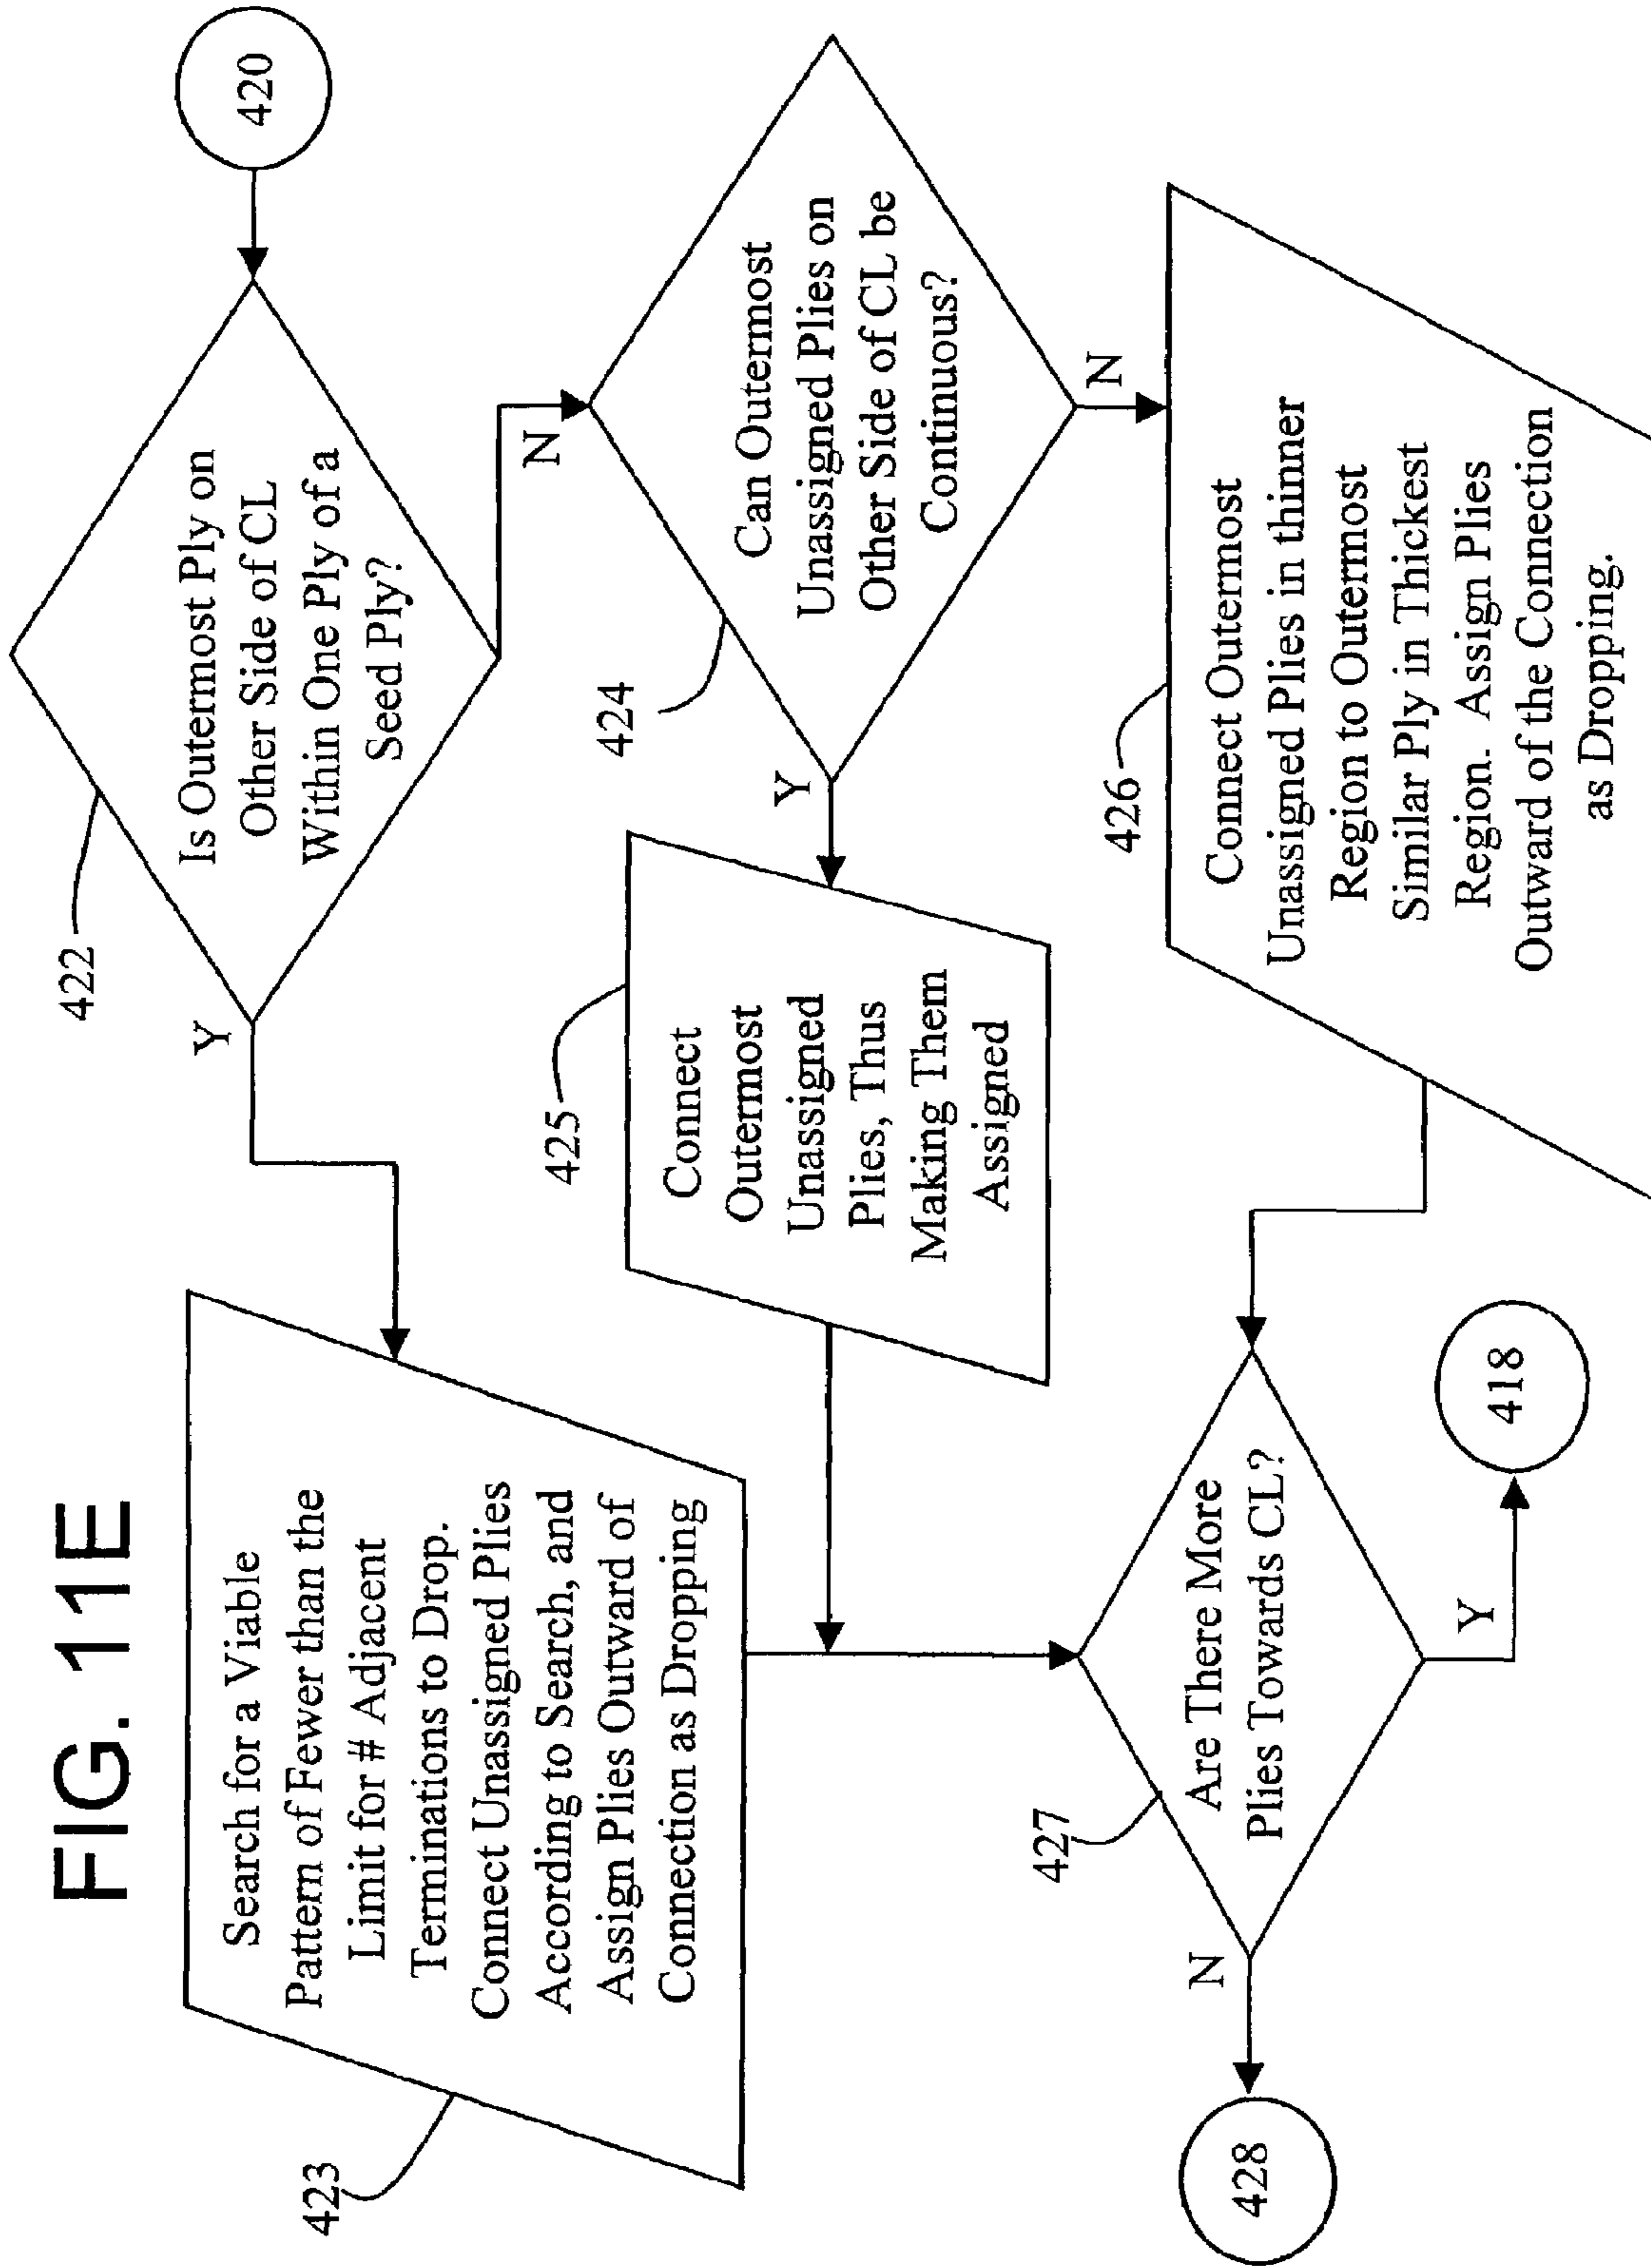 FIG. 11E
420
Is Outermost Ply on
Other Side of CL
Within One Ply of a
Seed Ply?
422
Y
N
Search for a Viable
Pattern of Fewer than the
Limit for # Adjacent
Terminations to Drop.
Connect Unassigned Plies
According to Search, and
Assign Plies Outward of
Connection as Dropping
423
Can Outermost
Unassigned Plies on
Other Side of CL be
Continuous?
424
Y
N
Connect
Outermost
Unassigned
Plies, Thus
Making Them
Assigned
425
Connect Outermost
Unassigned Plies in thinner
Region to Outermost
Similar Ply in Thickest
Region. Assign Plies
Outward of the Connection
as Dropping.
426
Are There More
Plies Towards CL?
427
N
Y
428
418